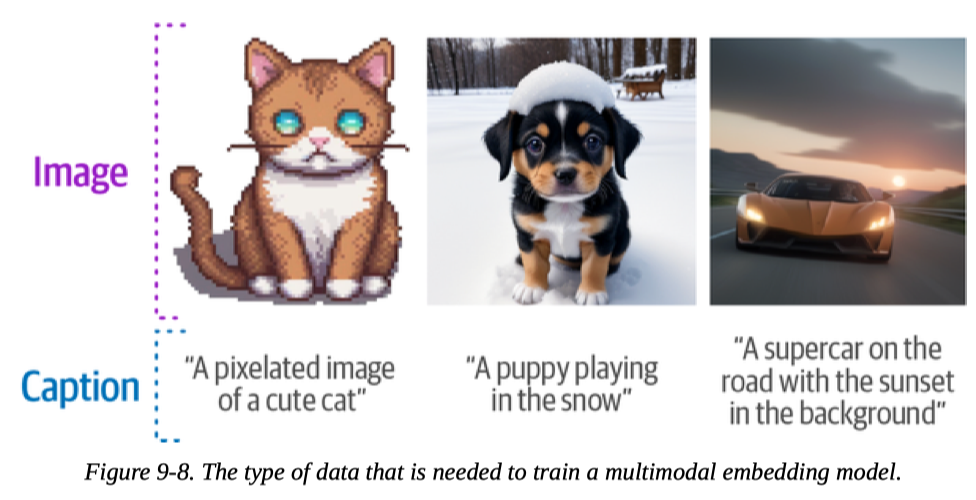 Image
Caption
"A pixelated image
of a cute cat"
"A puppy playing
in the snow"
"A supercar on the
road with the sunset
in the background"
Figure 9-8. The type of data that is needed to train a multimodal embedding model.